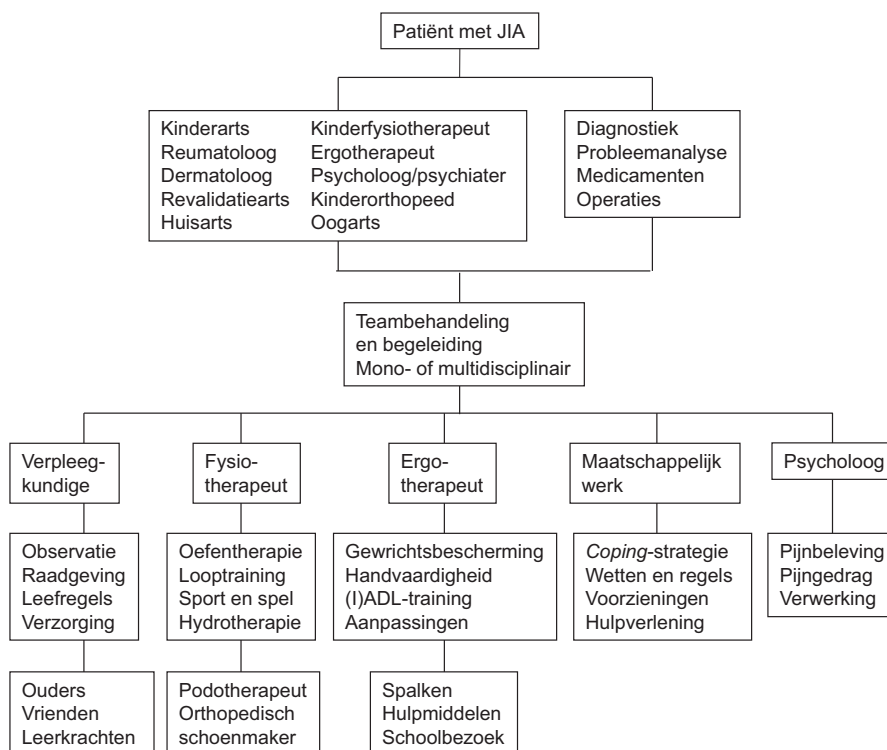 Patiënt met JIA
Kinderarts
Reumatoloog
Dermatoloog
Revalidatiearts
Huisarts
Kinderfysiotherapeut
Ergotherapeut
Psycholoog/psychiater
Kinderorthopeed
Oogarts
Diagnostiek
Probleemanalyse
Medicamenten
Operaties
Teambehandeling
en begeleiding
Mono- of multidisciplinair
Verpleeg-
kundige
Fysio-
therapeut
Ergo-
therapeut
Maatschappelijk
werk
Psycholoog
Observatie
Raadgeving
Leefregels
Verzorging
Oefentherapie
Looptraining
Sport en spel
Hydrotherapie
Gewrichtsbescherming
Handvaardigheid
(I)ADL-training
Aanpassingen
Coping-strategie
Wetten en regels
Voorzieningen
Hulpverlening
Pijnbeleving
Pijngedrag
Verwerking
Ouders
Vrienden
Leerkrachten
Podotherapeut
Orthopedisch
schoenmaker
Spalken
Hulpmiddelen
Schoolbezoek